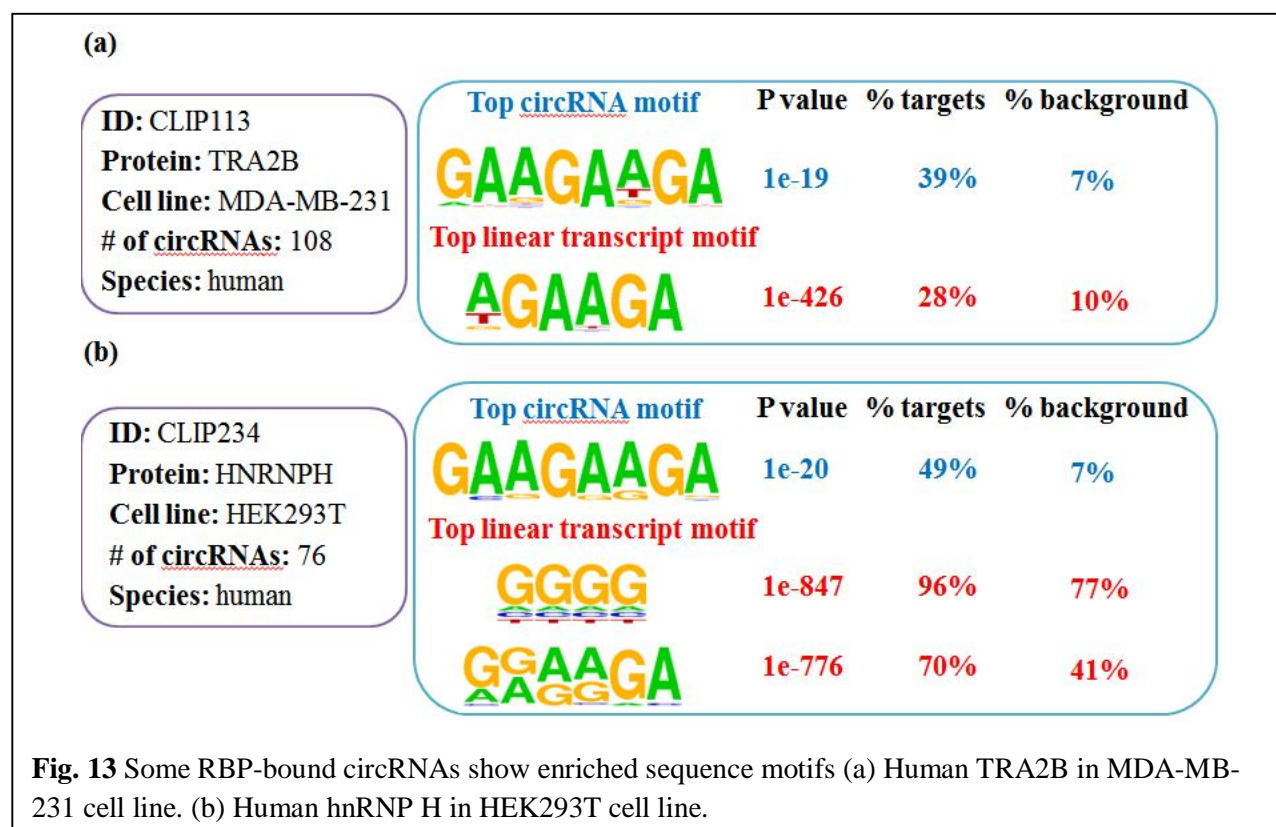 (a)
ID: CLIP113
Protein: TRA2B
Cell line: MDA-MB-231
# of circRNAs: 108
Species: human
Top circRNA motif P value % targets % background
GAAGAAGA 1e-19 39% 7%
Top linear transcript motif
AGAAGA 1e-426 28% 10%
(b)
ID: CLIP234
Protein: HNRNPH
Cell line: HEK293T
# of circRNAs: 76
Species: human
Top circRNA motif P value % targets % background
GAAGAAGA 1e-20 49% 7%
Top linear transcript motif
GGGG 1e-847 96% 77%
GGAAGA 1e-776 70% 41%
Fig. 13 Some RBP-bound circRNAs show enriched sequence motifs (a) Human TRA2B in MDA-MB-
231 cell line. (b) Human hnRNP H in HEK293T cell line.